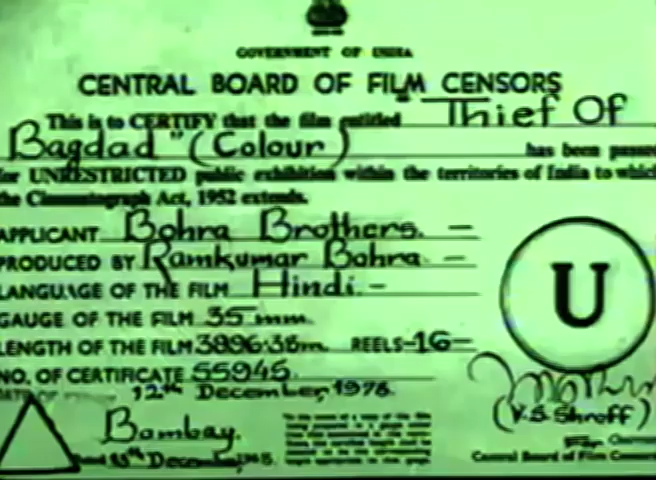 GOVERNMENT OF INDIA
CENTRAL BOARD OF FILM CENSORS
This is to CERTIFY that the film entitled "Thief Of
Bagdad" (Colour) has been passed
for UNRESTRICTED public exhibition within the territories of India to which
the Cinematograph Act, 1952 extends.
APPLICANT Bohra Brothers. -
PRODUCED BY Ramkumar Bohra -
LANGUAGE OF THE FILM Hindi. -
GAUGE OF THE FILM 35 mm.
LENGTH OF THE FILM 3896.38m. REELS-16-
NO. OF CERTIFICATE 55945.
12th December,
U
(V.S. Shroff)
Bombay.
December,
Central Board of Film Censors